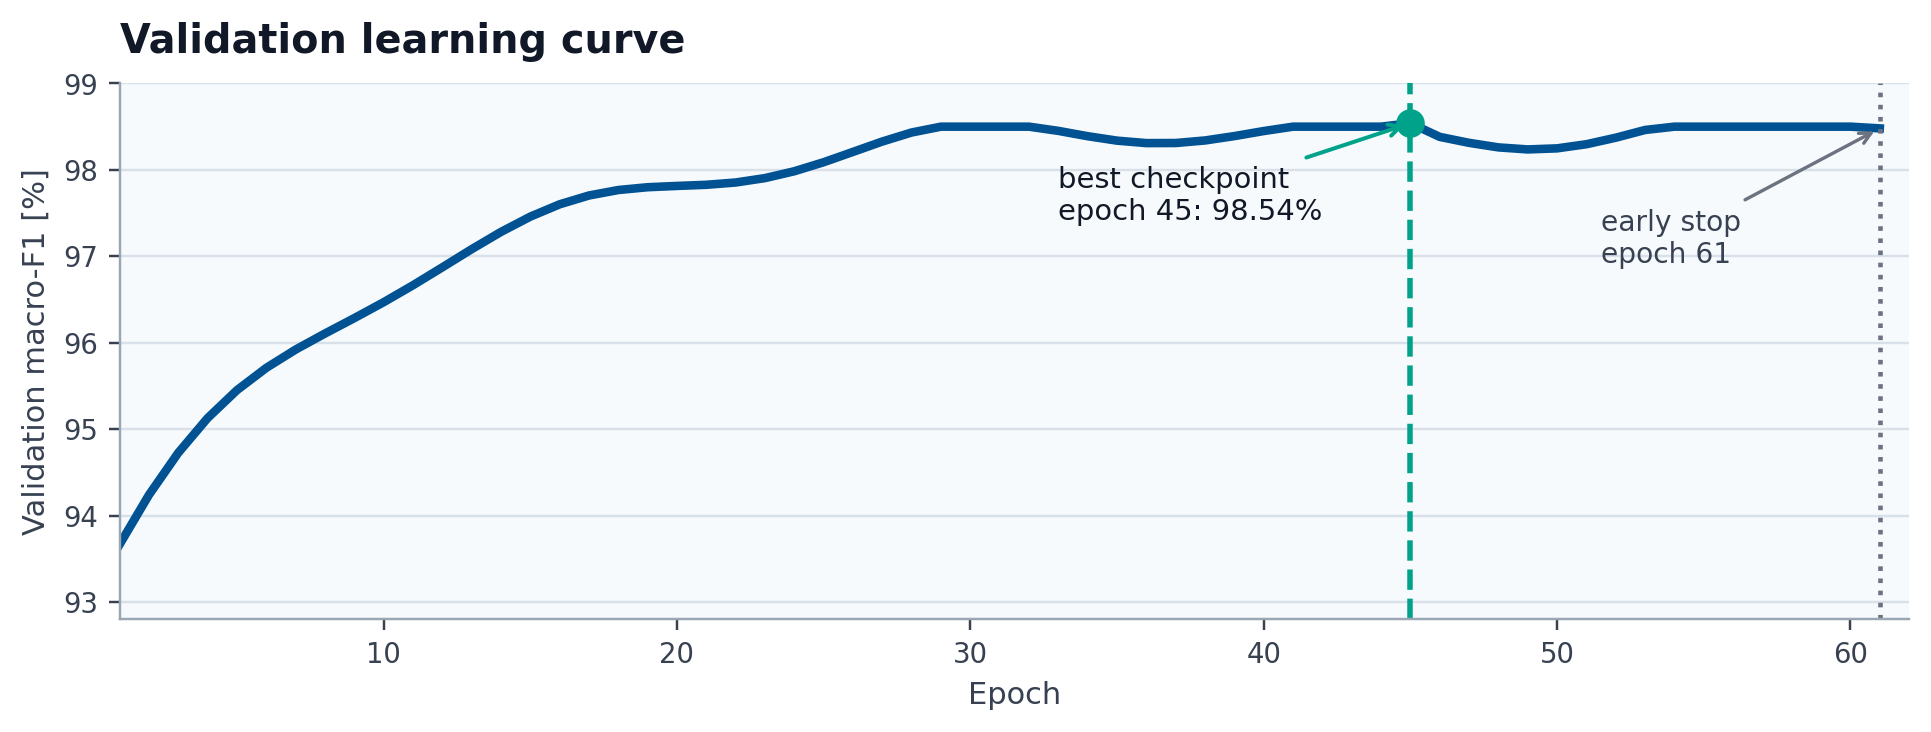 Validation learning curve
Validation macro-F1 [%]
99
98
97
96
95
94
93
best checkpoint
epoch 45: 98.54%
early stop
epoch 61
10
20
30
40
50
60
Epoch